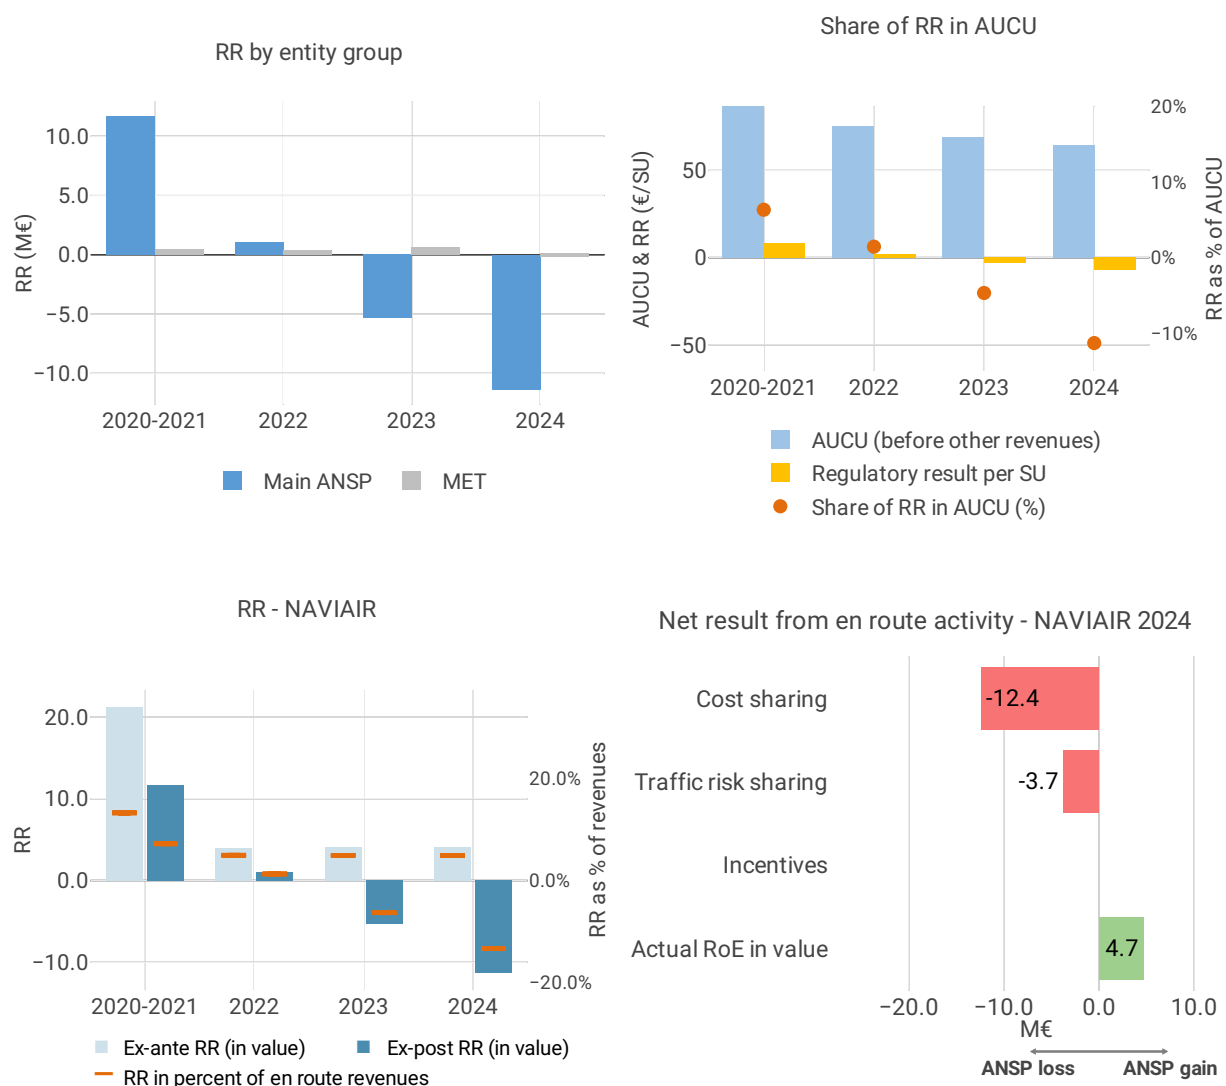 RR by entity group
RR (M€)
10.0
5.0
0.0
−5.0
−10.0
2020-2021 2022 2023 2024
Main ANSP MET
Share of RR in AUCU
AUCU & RR (€/SU)
50
0
−50
20%
10%
0%
−10%
RR as % of AUCU
2020-2021 2022 2023 2024
AUCU (before other revenues)
Regulatory result per SU
Share of RR in AUCU (%)
RR - NAVIAIR
RR
20.0
10.0
0.0
−10.0
20.0%
0.0%
−20.0%
RR as % of revenues
2020-2021 2022 2023 2024
Ex-ante RR (in value) Ex-post RR (in value)
RR in percent of en route revenues
Net result from en route activity - NAVIAIR 2024
Cost sharing -12.4
Traffic risk sharing -3.7
Incentives
Actual RoE in value 4.7
−20.0 −10.0 0.0 10.0
M€
ANSP loss ANSP gain